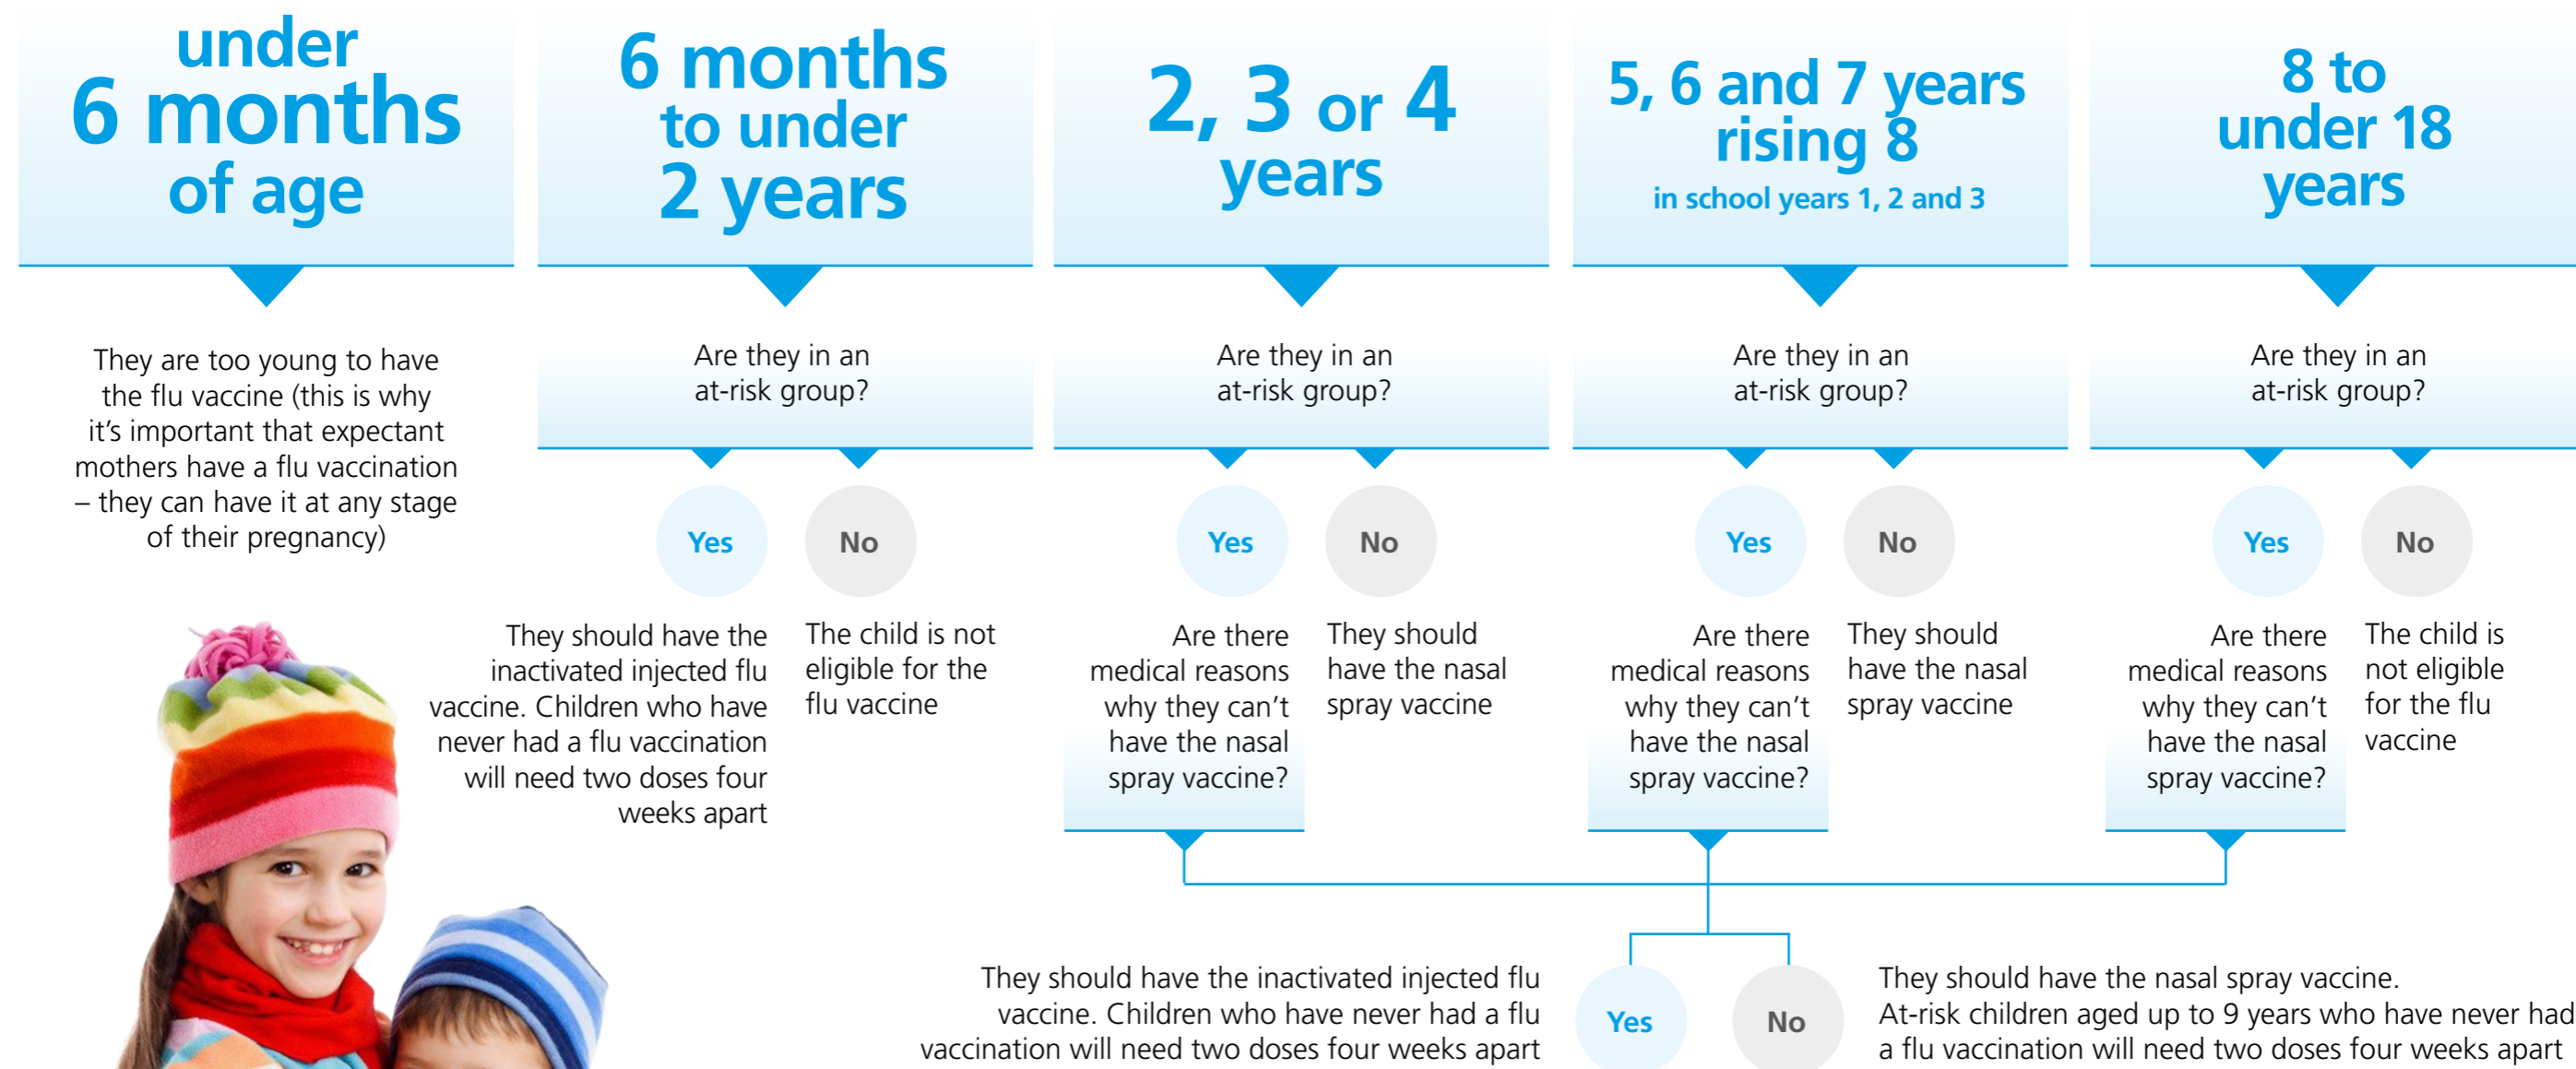 under
6 months
of age
They are too young to have
the flu vaccine (this is why
it's important that expectant
mothers have a flu vaccination
– they can have it at any stage
of their pregnancy)
6 months
to under
2 years
Are they in an
at-risk group?
Yes
They should have the
inactivated injected flu
vaccine. Children who have
never had a flu vaccination
will need two doses four
weeks apart
No
The child is not
eligible for the
flu vaccine
2, 3 or 4
years
Are they in an
at-risk group?
Yes
Are there
medical reasons
why they can't
have the nasal
spray vaccine?
No
They should
have the nasal
spray vaccine
5, 6 and 7 years
rising 8
in school years 1, 2 and 3
Are they in an
at-risk group?
Yes
Are there
medical reasons
why they can't
have the nasal
spray vaccine?
No
They should
have the nasal
spray vaccine
8 to
under 18
years
Are they in an
at-risk group?
Yes
Are there
medical reasons
why they can't
have the nasal
spray vaccine?
No
The child is
not eligible
for the flu
vaccine
Yes
They should have the inactivated injected flu
vaccine. Children who have never had a flu
vaccination will need two doses four weeks apart
No
They should have the nasal spray vaccine.
At-risk children aged up to 9 years who have never had
a flu vaccination will need two doses four weeks apart